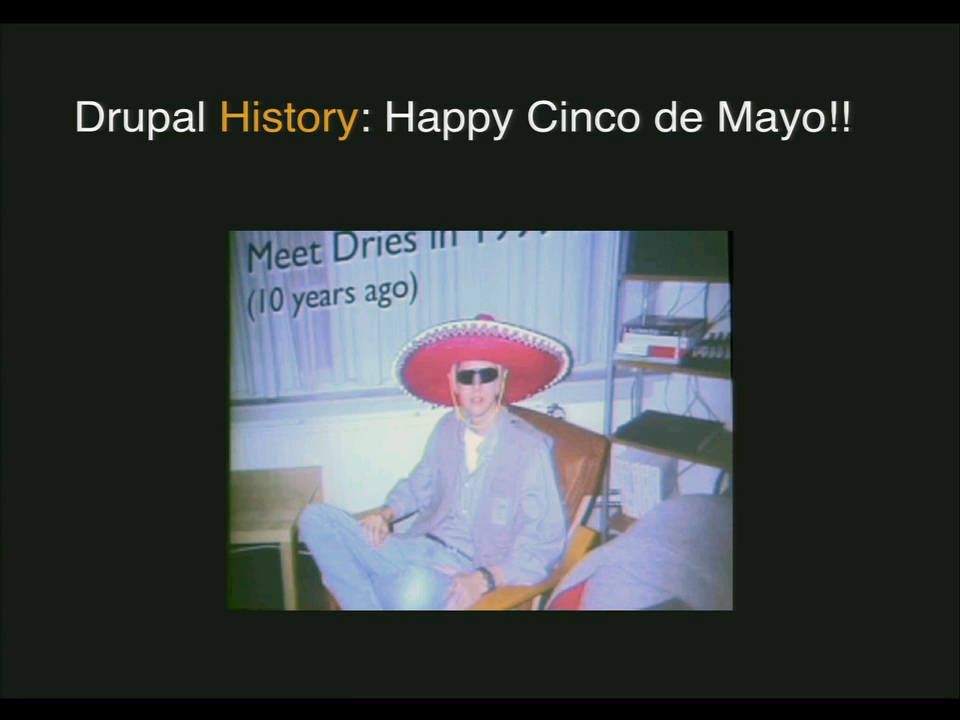 Drupal History: Happy Cinco de Mayo!!
Meet Dries in
(10 years ago)